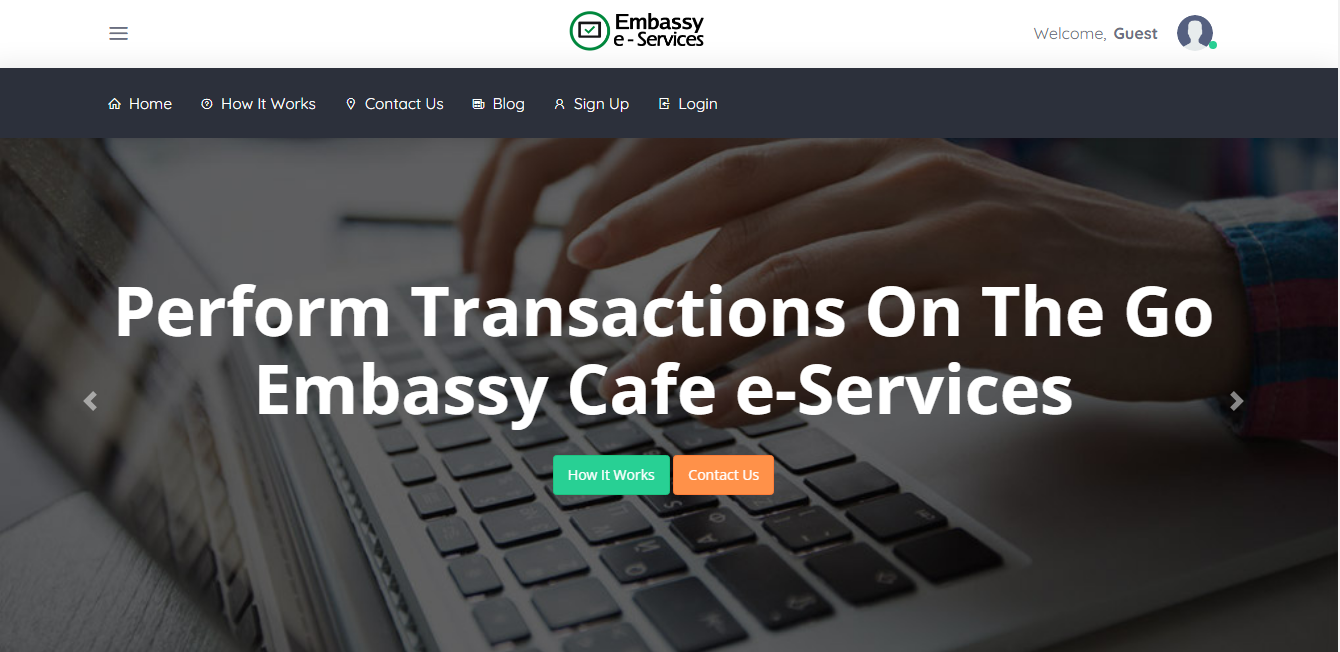 Embassy
e - Services
Welcome, Guest
Home How It Works Contact Us Blog Sign Up Login
Perform Transactions On The Go
Embassy Cafe e-Services
How It Works Contact Us